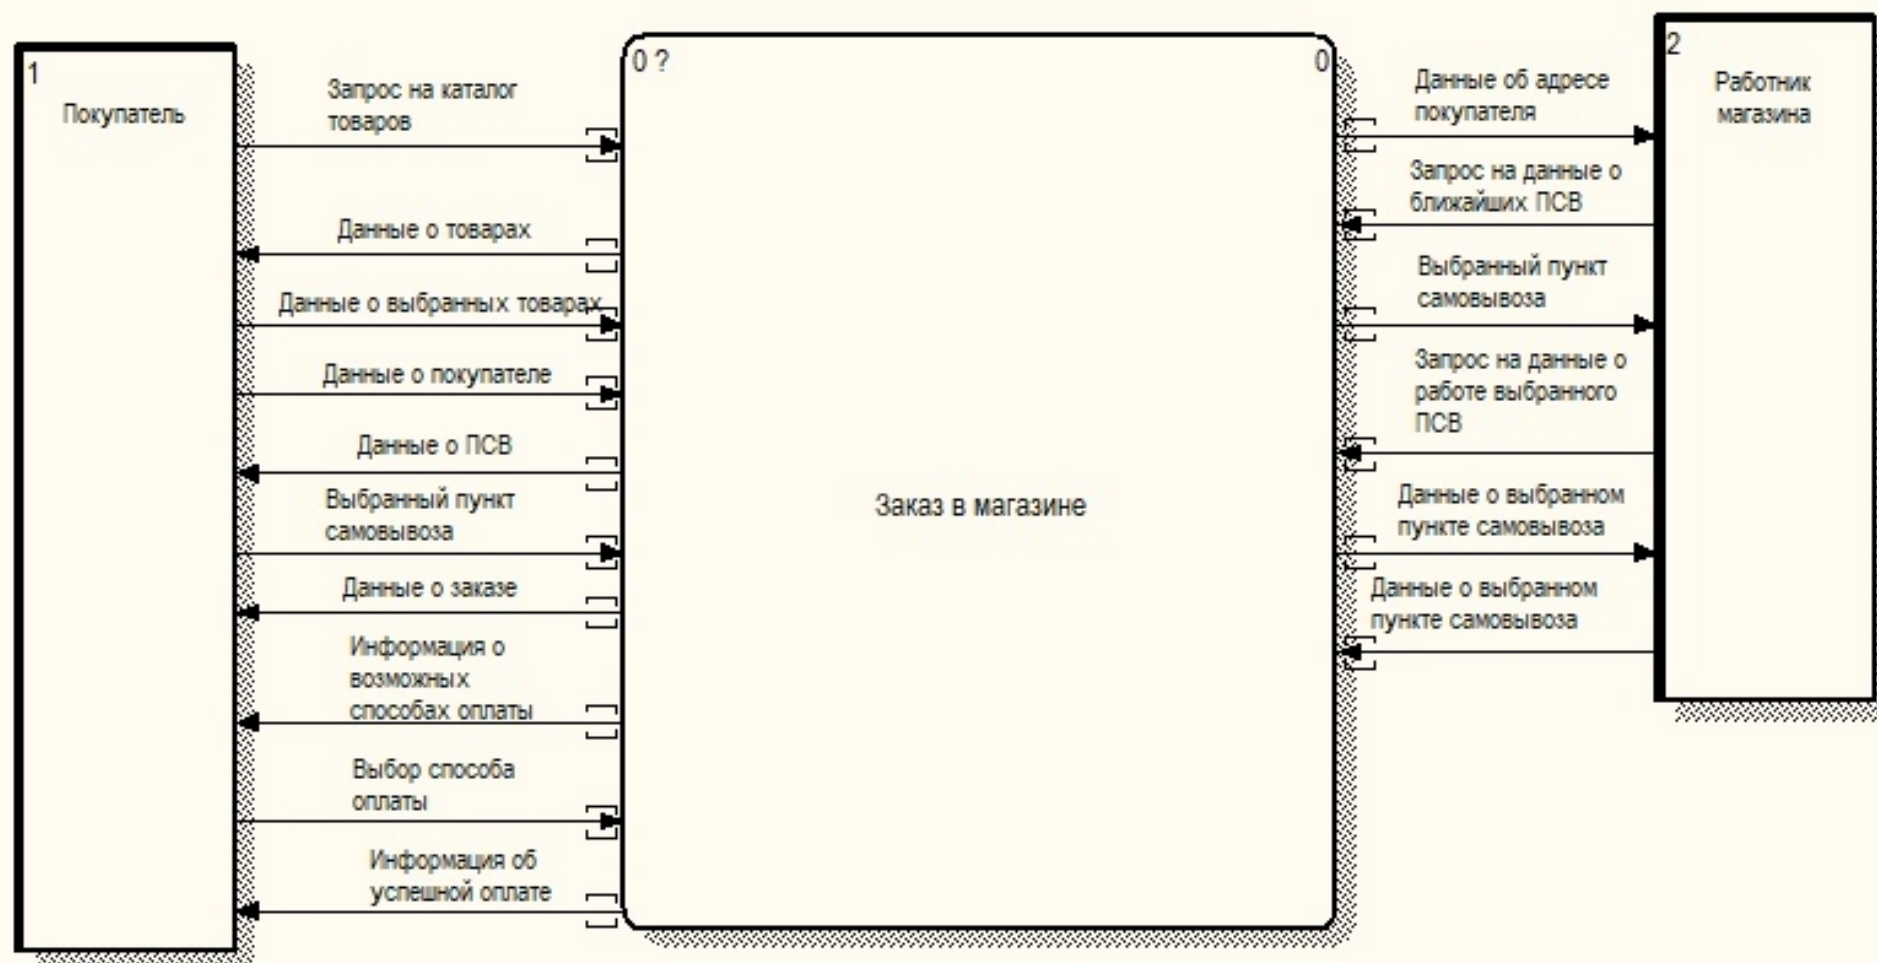 1
Покупатель
Запрос на каталог
товаров
Данные о товарах
Данные о выбранных товарах
Данные о покупателе
Данные о ПСВ
Выбранный пункт
самовывоза
Данные о заказе
Информация о
возможных
способах оплаты
Выбор способа
оплаты
Информация об
успешной оплате
0 ?
0
Заказ в магазине
Данные об адресе
покупателя
Запрос на данные о
ближайших ПСВ
Выбранный пункт
самовывоза
Запрос на данные о
работе выбранного
ПСВ
Данные о выбранном
пункте самовывоза
Данные о выбранном
пункте самовывоза
2
Работник
магазина